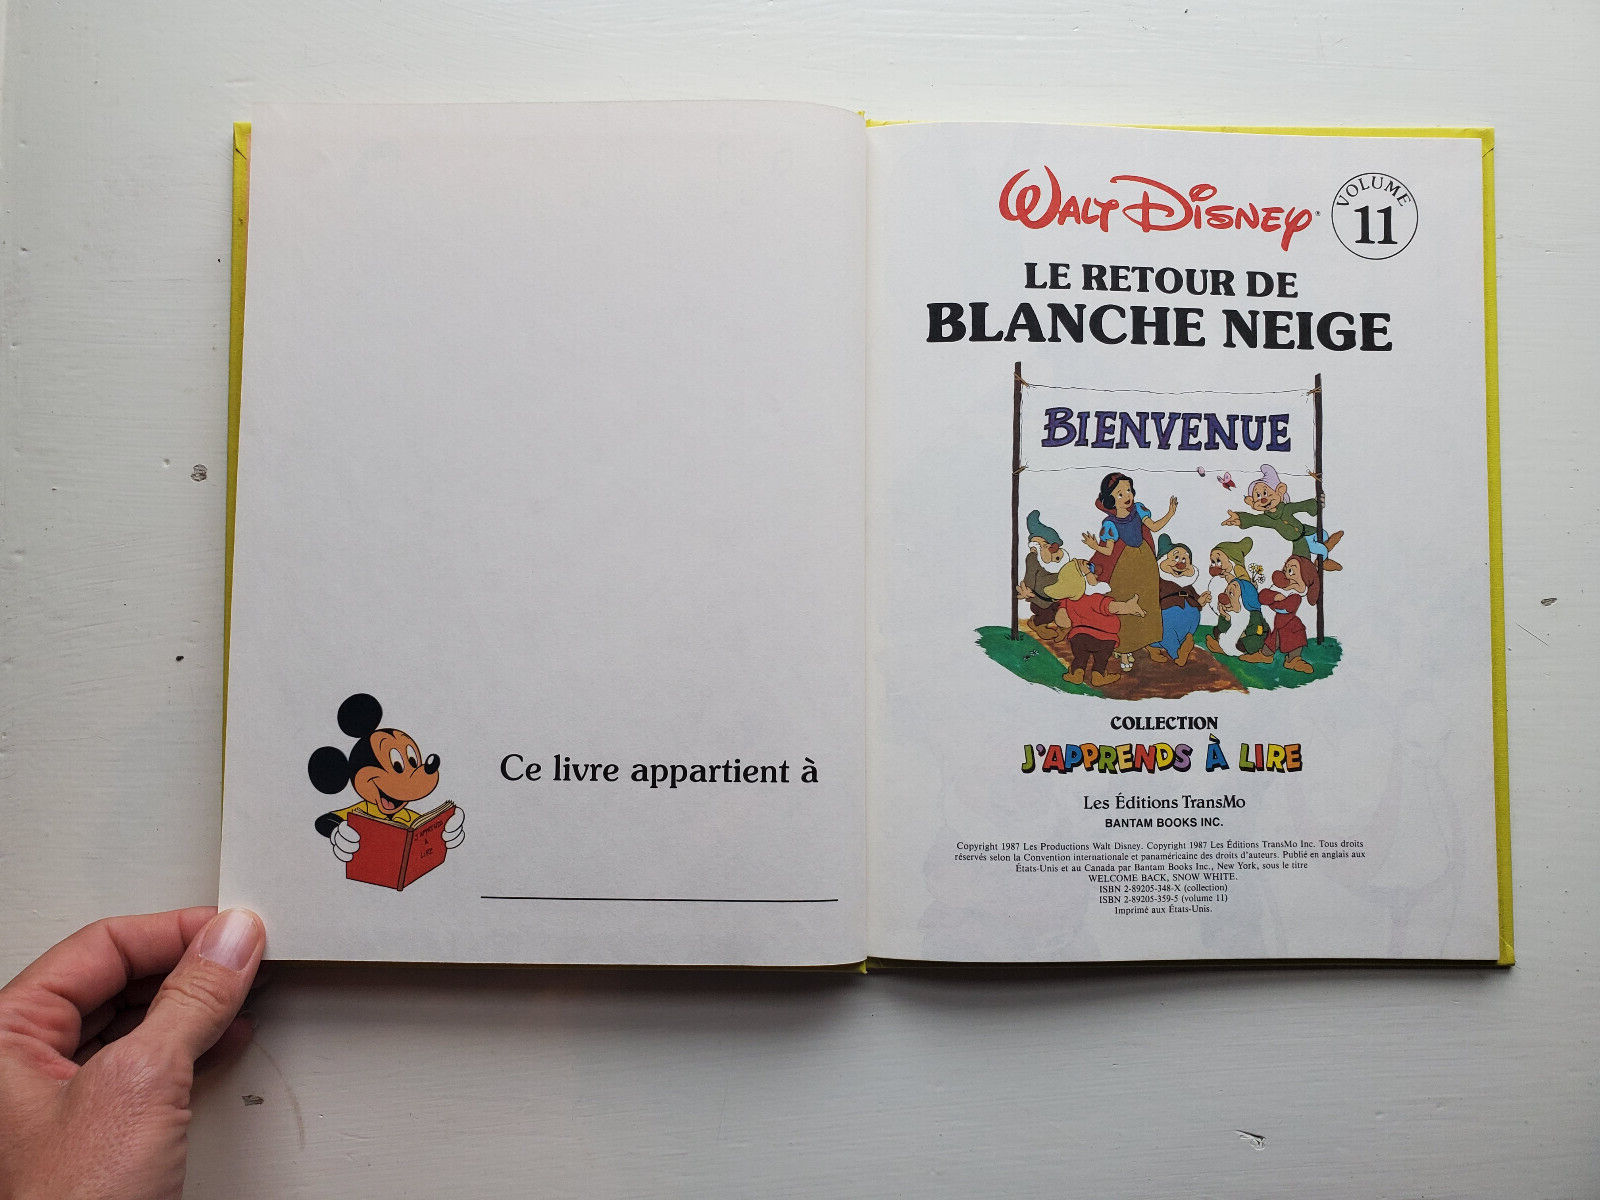 Ce livre appartient à
J'APPRENDS
À
LIRE
WALT DISNEY
VOLUME
11
LE RETOUR DE
BLANCHE NEIGE
BIENVENUE
COLLECTION
J'APPRENDS À LIRE
Les Éditions TransMo
BANTAM BOOKS INC.
Copyright 1987 Les Productions Walt Disney. Copyright 1987 Les Éditions TransMo Inc. Tous droits
réservés selon la Convention internationale et panaméricaine des droits d'auteurs. Publié en anglais aux
États-Unis et au Canada par Bantam Books Inc., New York, sous le titre
WELCOME BACK, SNOW WHITE.
ISBN 2-89205-348-X (collection)
ISBN 2-89205-359-5 (volume 11)
Imprimé aux États-Unis.